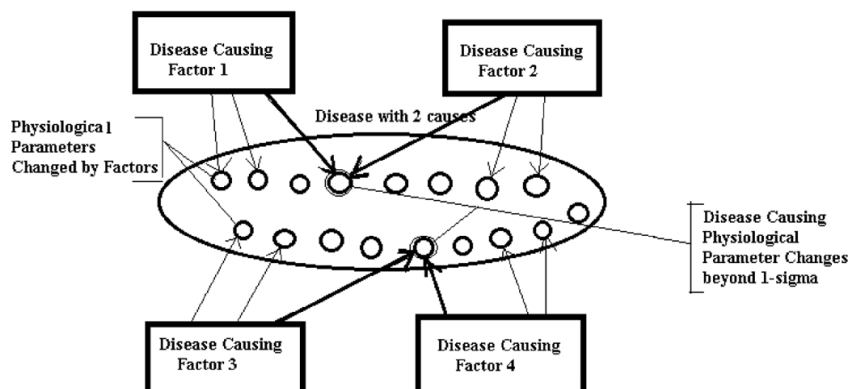 Disease Causing
Factor 1
Disease Causing
Factor 2
Disease with 2 causes
Physiological
Parameters
Changed by Factors
Disease Causing
Physiological
Parameter Changes
beyond 1-sigma
Disease Causing
Factor 3
Disease Causing
Factor 4